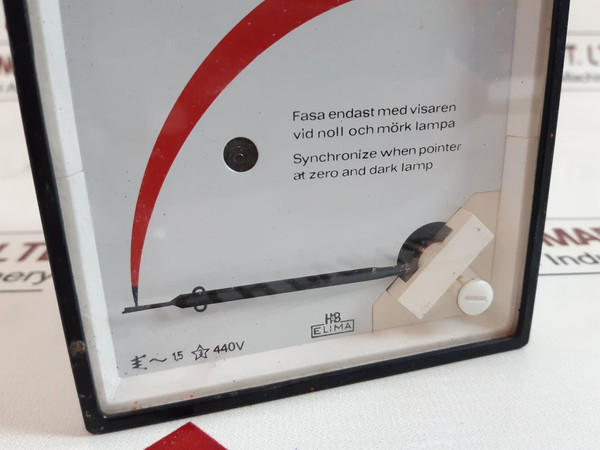 Fasa endast med visaren
vid noll och mörk lampa
Synchronize when pointer
at zero and dark lamp
H&B
ELIMA
~ 1,5 2 440V